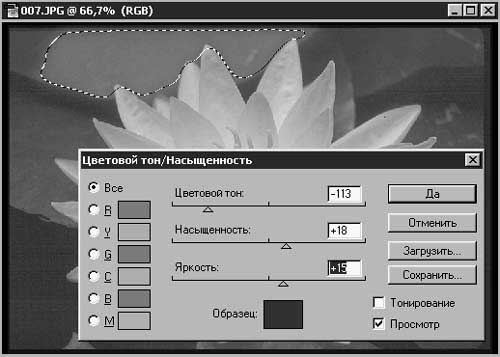 007.JPG @ 66,7% (RGB)
Цветовой тон/Насыщенность
Все
R
Y
G
C
B
M
Цветовой тон: -113
Насыщенность: +18
Яркость: +15
Образец:
Да
Отменить
Загрузить...
Сохранить...
Тонирование
Просмотр